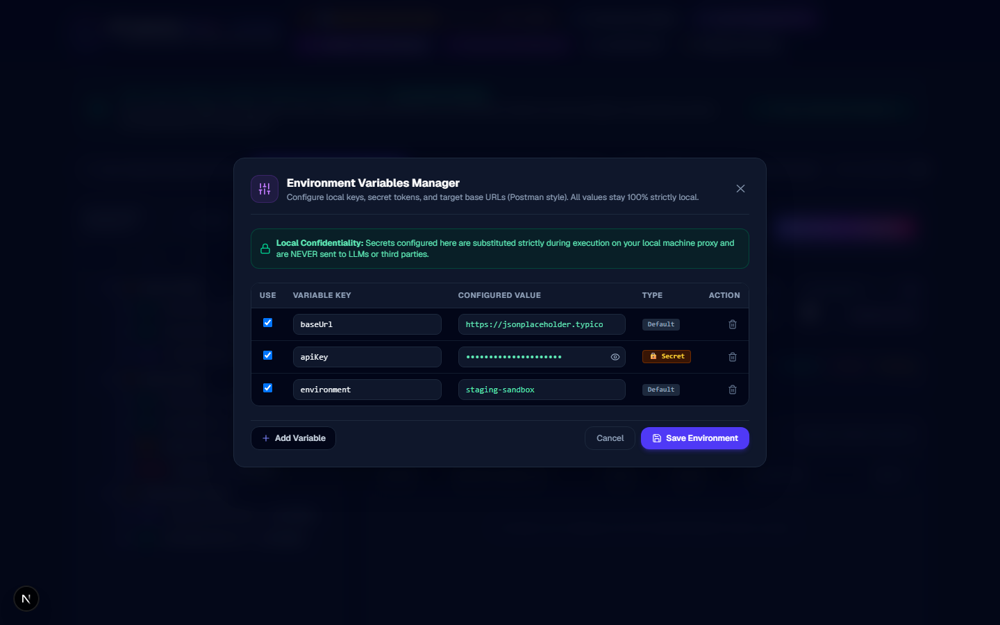 Environment Variables Manager
Configure local keys, secret tokens, and target base URLs (Postman style). All values stay 100% strictly local.
Local Confidentiality: Secrets configured here are substituted strictly during execution on your local machine proxy and
are NEVER sent to LLMs or third parties.
USE VARIABLE KEY CONFIGURED VALUE TYPE ACTION
baseUrl https://jsonplaceholder.typico Default
apiKey •••••••••••••••••••• Secret
environment staging-sandbox Default
Add Variable Cancel Save Environment
N